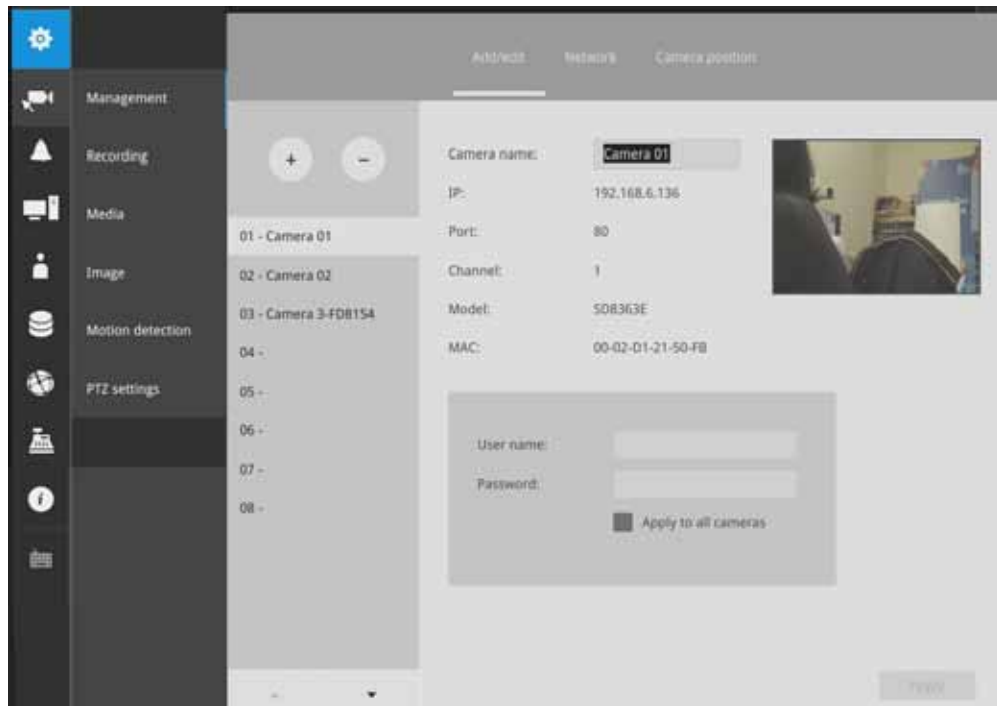 Add/edit Network Camera position
Management
Recording
Media
Image
Motion detection
PTZ settings
+ −
01 - Camera 01
02 - Camera 02
03 - Camera 3-FD8154
04 -
05 -
06 -
07 -
08 -
Camera name: Camera 01
IP: 192.168.6.136
Port: 80
Channel: 1
Model: SD8363E
MAC: 00-02-D1-21-50-FB
User name:
Password:
Apply to all cameras
Apply